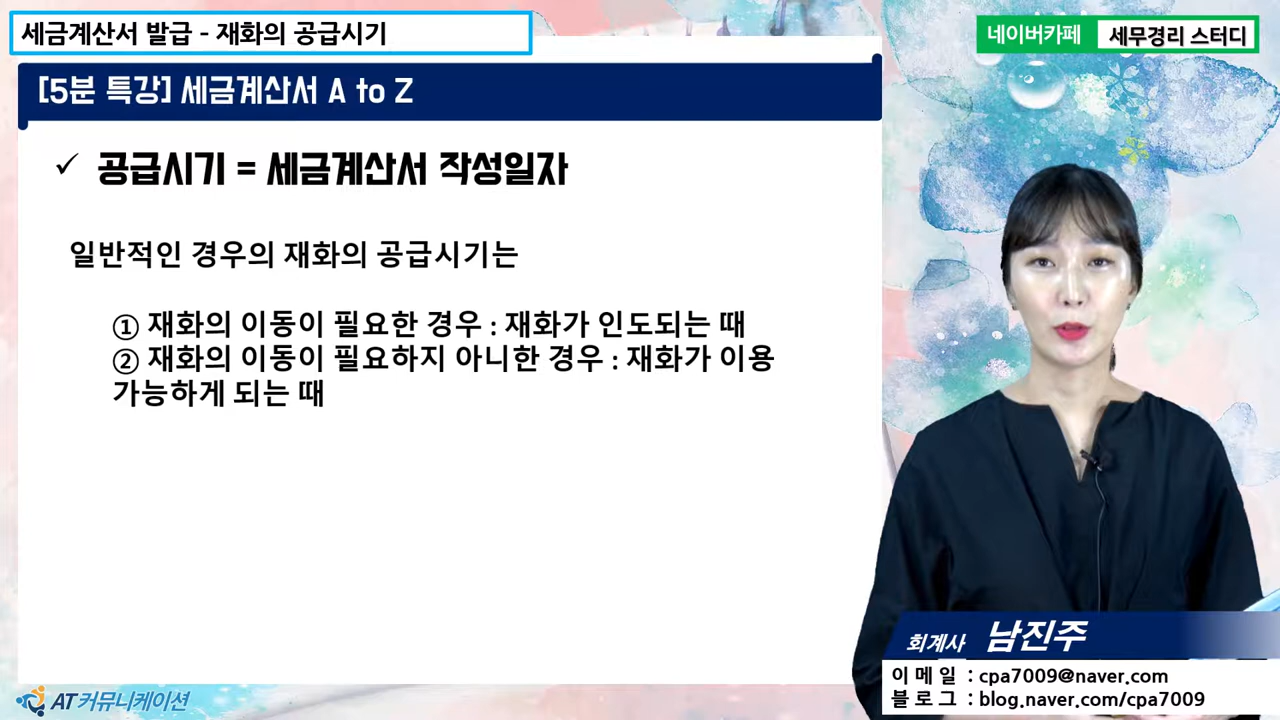 세금계산서 발급 - 재화의 공급시기
네이버카페 세무경리 스터디
[5분 특강] 세금계산서 A to Z
✓ 공급시기 = 세금계산서 작성일자
일반적인 경우의 재화의 공급시기는
① 재화의 이동이 필요한 경우 : 재화가 인도되는 때
② 재화의 이동이 필요하지 아니한 경우 : 재화가 이용
가능하게 되는 때
회계사 남진주
이 메 일 : cpa7009@naver.com
블 로 그 : blog.naver.com/cpa7009
AT커뮤니케이션